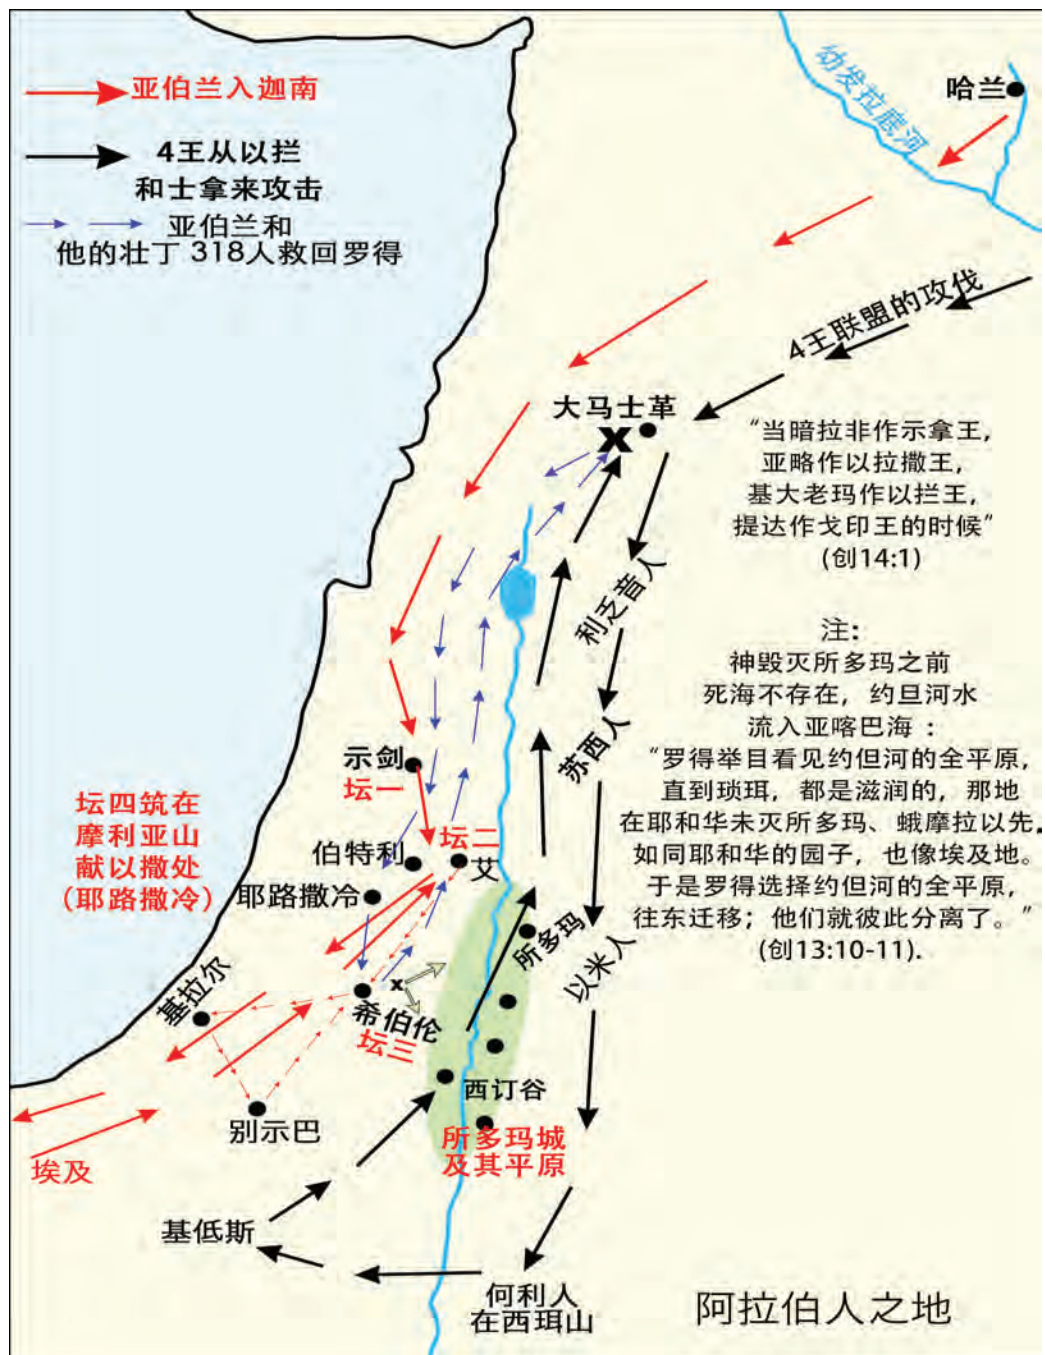 亚伯兰入迦南
4王从以拦
和士拿来攻击
亚伯兰和
他的壮丁 318人救回罗得
幼发拉底河
哈兰
4王联盟的攻伐
大马士革
X
“当暗拉非作示拿王，
亚略作以拉撒王，
基大老玛作以拦王，
提达作戈印王的时候”
(创14:1)
利乏音人
注：
神毁灭所多玛之前
死海不存在，约旦河水
流入亚喀巴海：
“罗得举目看见约但河的全平原，
直到琐珥，都是滋润的，那地
在耶和华未灭所多玛、蛾摩拉以先，
如同耶和华的园子，也像埃及地。
于是罗得选择约但河的全平原，
往东迁移；他们就彼此分离了。”
(创13:10-11).
苏西人
示剑
坛一
坛四筑在
摩利亚山
献以撒处
(耶路撒冷)
坛二
伯特利
艾
耶路撒冷
所多玛
以米人
基拉尔
x
希伯伦
坛三
西订谷
别示巴
所多玛城
及其平原
埃及
基低斯
何利人
在西珥山
阿拉伯人之地